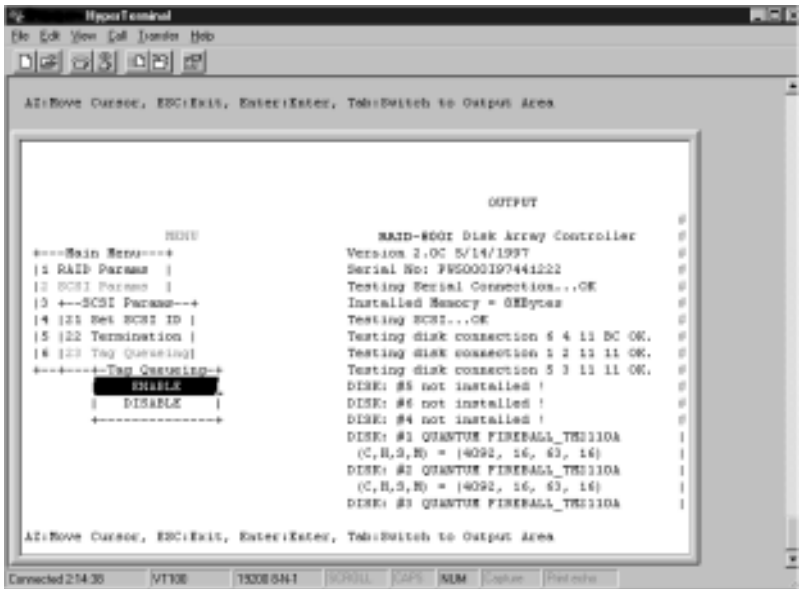 HyperTerminal
File Edit View Call Transfer Help
AZ:Move Cursor, ESC:Exit, Enter:Enter, Tab:Switch to Output Area
OUTPUT
MENU
RAID-800I Disk Array Controller
+---Main Menu---+
Version 2.0C 5/14/1997
|1 RAID Params |
Serial No: PWS000I97441222
|2 SCSI Params |
Testing Serial Connection...OK
|3 +--SCSI Params--+
Installed Memory = 8MBytes
|4 |21 Set SCSI ID |
Testing SCSI...OK
|5 |22 Termination |
Testing disk connection 6 4 11 BC OK.
|6 |23 Tag Queueing|
Testing disk connection 1 2 11 11 OK.
+---+----+-Tag Queueing-+
Testing disk connection 5 3 11 11 OK.
ENABLE
DISK: #5 not installed !
| DISABLE |
DISK: #6 not installed !
+---------------+
DISK: #4 not installed !
DISK: #1 QUANTUM FIREBALL_TM2110A
(C,H,S,M) = (4092, 16, 63, 16)
DISK: #2 QUANTUM FIREBALL_TM2110A
(C,H,S,M) = (4092, 16, 63, 16)
DISK: #3 QUANTUM FIREBALL_TM2110A
AZ:Move Cursor, ESC:Exit, Enter:Enter, Tab:Switch to Output Area
Connected 2:14:38 VT100 19200 8-N-1 SCROLL CAPS NUM Capture Print echo